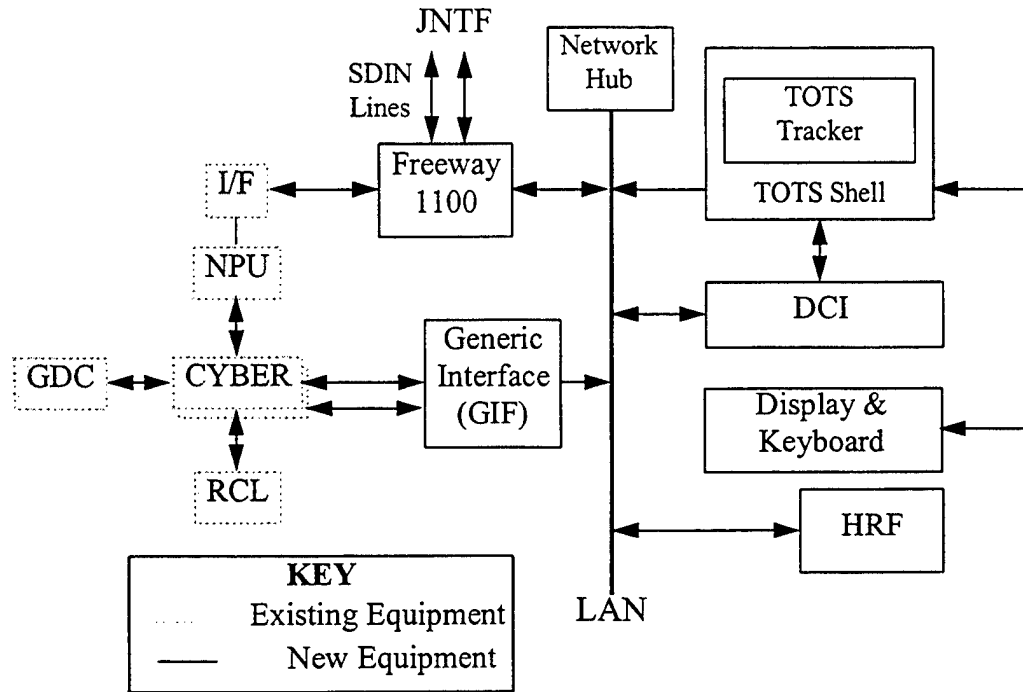 JNTF
SDIN
Lines
Network
Hub
TOTS
Tracker
TOTS Shell
I/F
Freeway
1100
NPU
DCI
GDC
CYBER
Generic
Interface
(GIF)
Display &
Keyboard
RCL
HRF
KEY
Existing Equipment
New Equipment
LAN